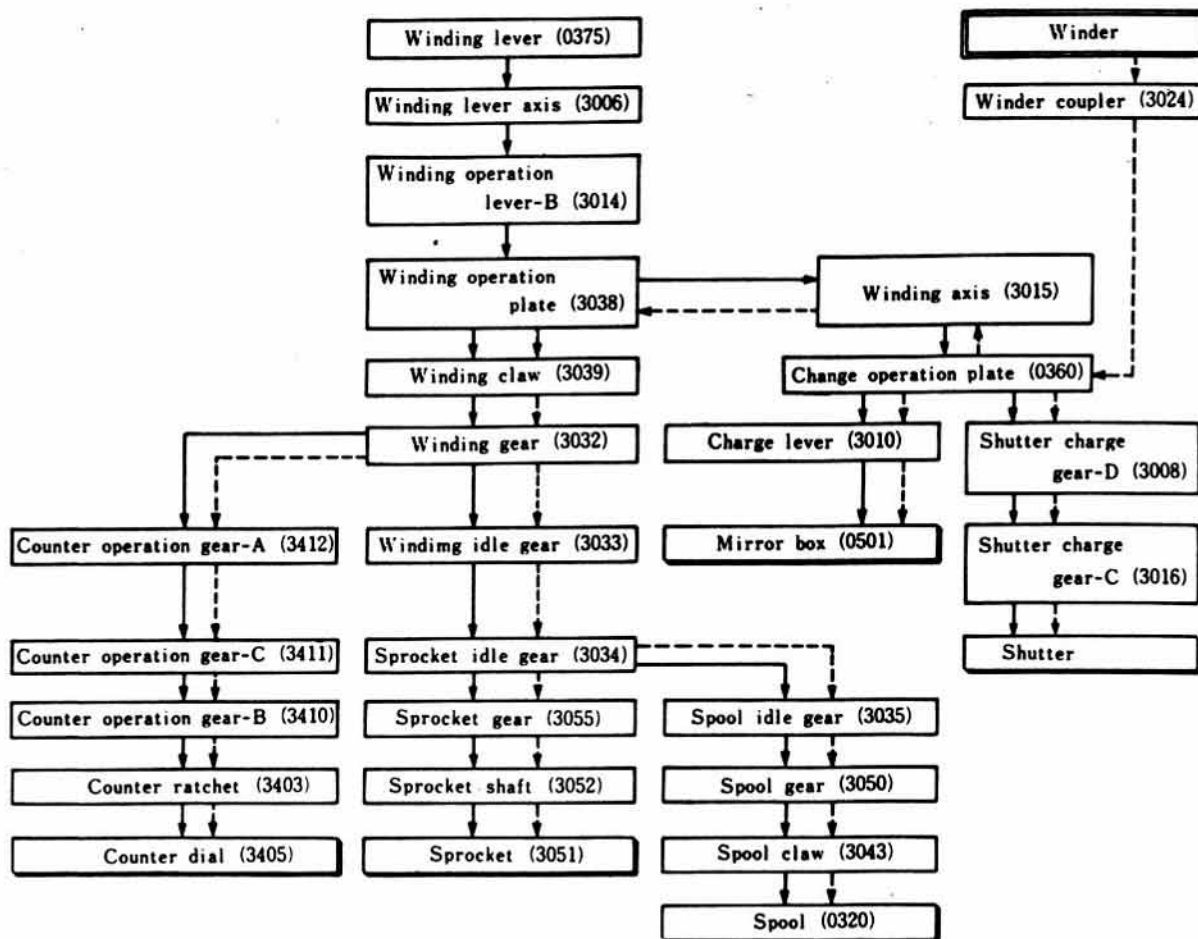 Winding lever (0375)
Winder
Winding lever axis (3006)
Winder coupler (3024)
Winding operation
lever-B (3014)
Winding operation
plate (3038)
Winding axis (3015)
Winding claw (3039)
Change operation plate (0360)
Winding gear (3032)
Charge lever (3010)
Shutter charge
gear-D (3008)
Counter operation gear-A (3412)
Windimg idle gear (3033)
Mirror box (0501)
Shutter charge
gear-C (3016)
Counter operation gear-C (3411)
Sprocket idle gear (3034)
Shutter
Counter operation gear-B (3410)
Sprocket gear (3055)
Spool idle gear (3035)
Counter ratchet (3403)
Sprocket shaft (3052)
Spool gear (3050)
Counter dial (3405)
Sprocket (3051)
Spool claw (3043)
Spool (0320)